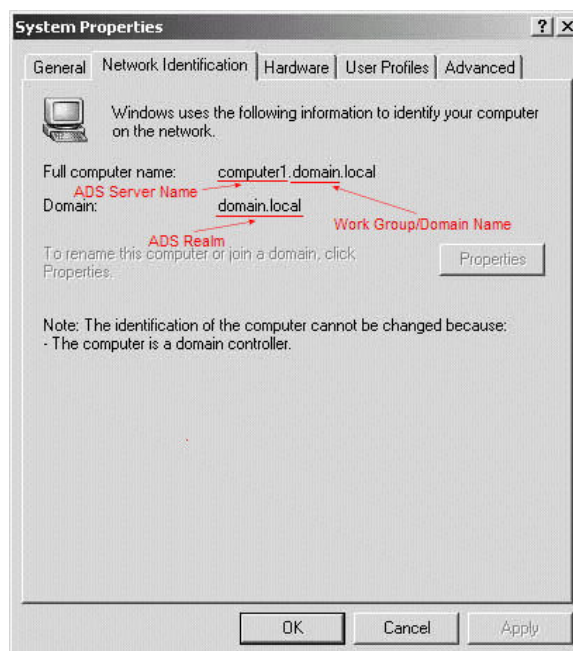 System Properties
? X
General Network Identification Hardware User Profiles Advanced
Windows uses the following information to identify your computer
on the network.
Full computer name: computer1.domain.local
ADS Server Name
Domain: domain.local
Work Group/Domain Name
ADS Realm
To rename this computer or join a domain, click
Properties.
Properties
Note: The identification of the computer cannot be changed because:
- The computer is a domain controller.
OK Cancel Apply